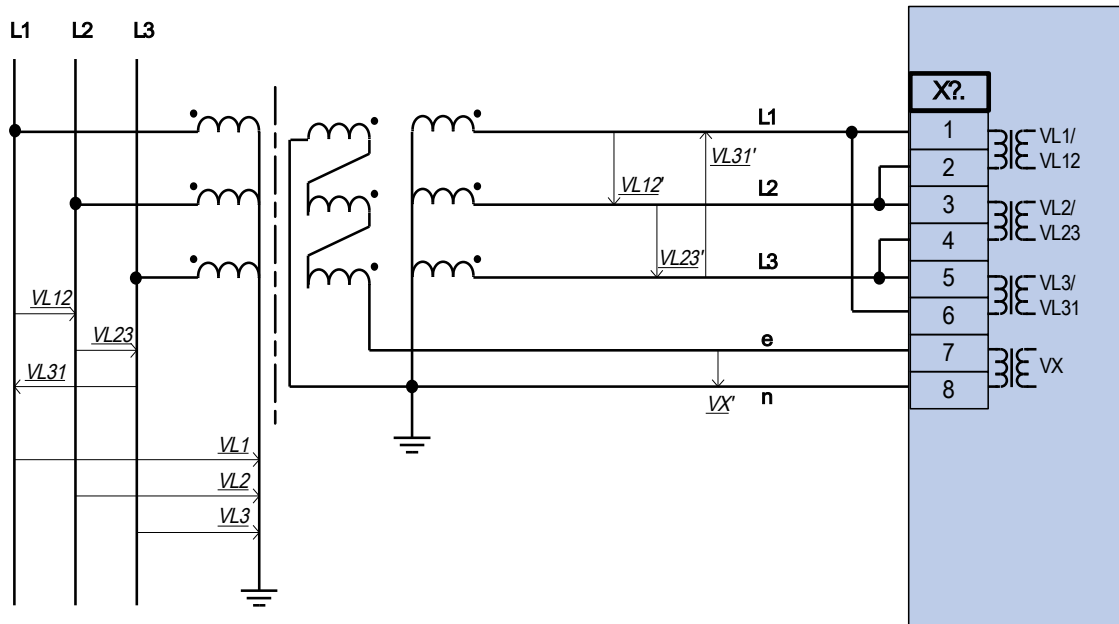 L1 L2 L3
X?.
1
2
3
4
5
6
7
8
VL1/
VL12
VL2/
VL23
VL3/
VL31
VX
L1
VL31'
VL12'
L2
VL23'
L3
VL12
VL23
VL31
e
n
VX'
VL1
VL2
VL3